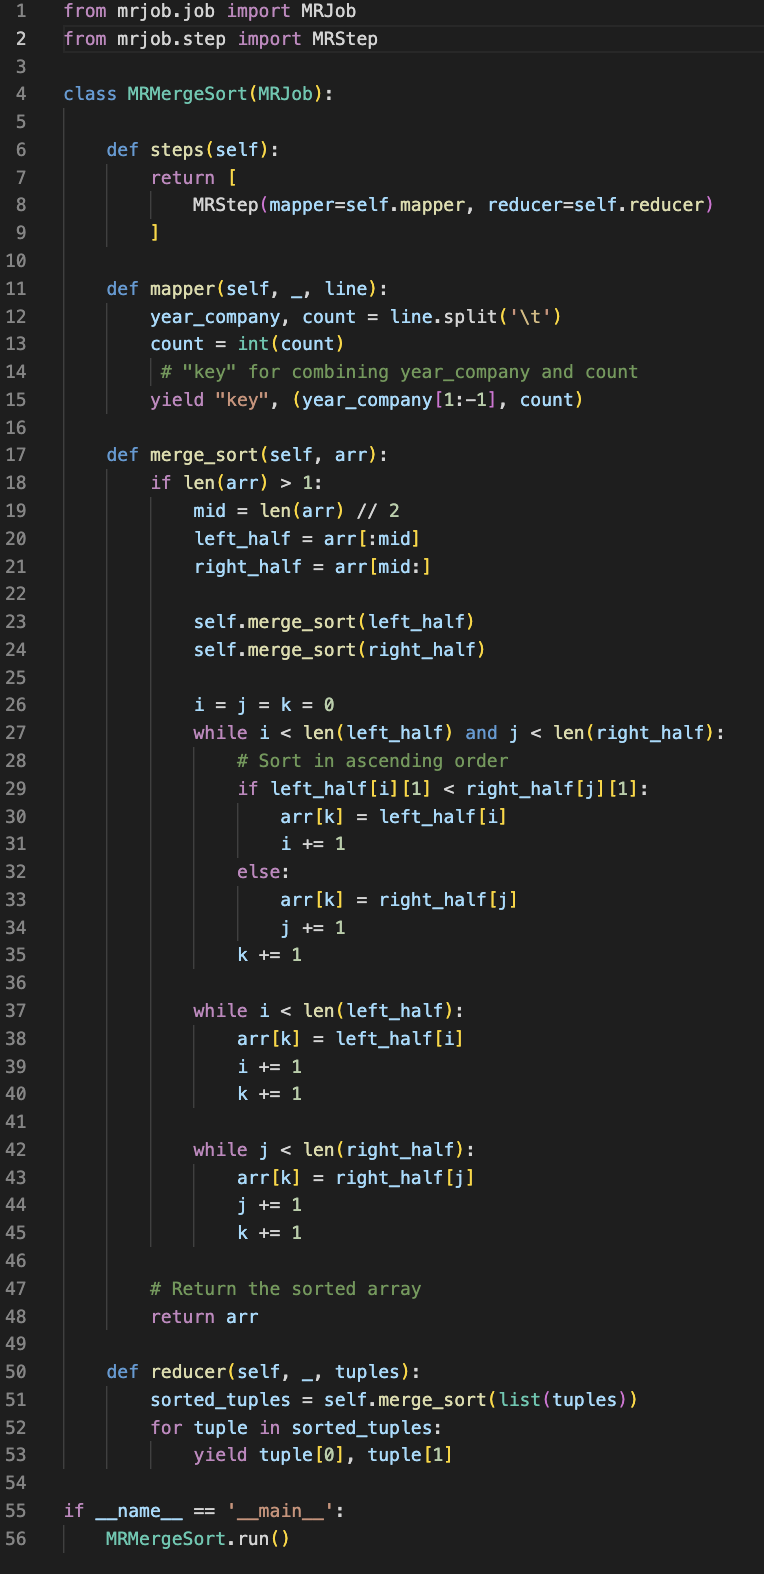 1 from mrjob.job import MRJob
2 from mrjob.step import MRStep
3
4 class MRMergeSort(MRJob):
5
6     def steps(self):
7         return [
8             MRStep(mapper=self.mapper, reducer=self.reducer)
9         ]
10
11     def mapper(self, _, line):
12         year_company, count = line.split('\t')
13         count = int(count)
14          # "key" for combining year_company and count
15         yield "key", (year_company[1:-1], count)
16
17     def merge_sort(self, arr):
18         if len(arr) > 1:
19             mid = len(arr) // 2
20             left_half = arr[:mid]
21             right_half = arr[mid:]
22
23             self.merge_sort(left_half)
24             self.merge_sort(right_half)
25
26             i = j = k = 0
27             while i < len(left_half) and j < len(right_half):
28                 # Sort in ascending order
29                 if left_half[i][1] < right_half[j][1]:
30                     arr[k] = left_half[i]
31                     i += 1
32                 else:
33                     arr[k] = right_half[j]
34                     j += 1
35                 k += 1
36
37             while i < len(left_half):
38                 arr[k] = left_half[i]
39                 i += 1
40                 k += 1
41
42             while j < len(right_half):
43                 arr[k] = right_half[j]
44                 j += 1
45                 k += 1
46
47         # Return the sorted array
48         return arr
49
50     def reducer(self, _, tuples):
51         sorted_tuples = self.merge_sort(list(tuples))
52         for tuple in sorted_tuples:
53             yield tuple[0], tuple[1]
54
55 if __name__ == '__main__':
56     MRMergeSort.run()